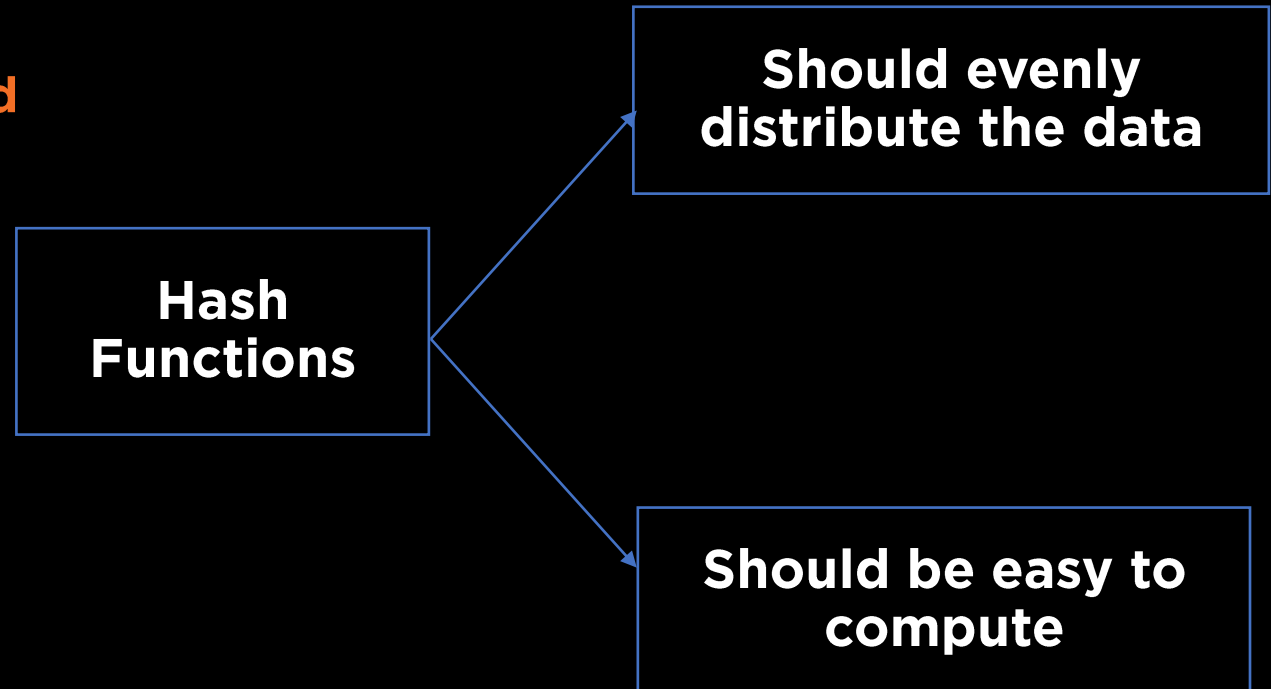 Should evenly
distribute the data
Hash
Functions
Should be easy to
compute